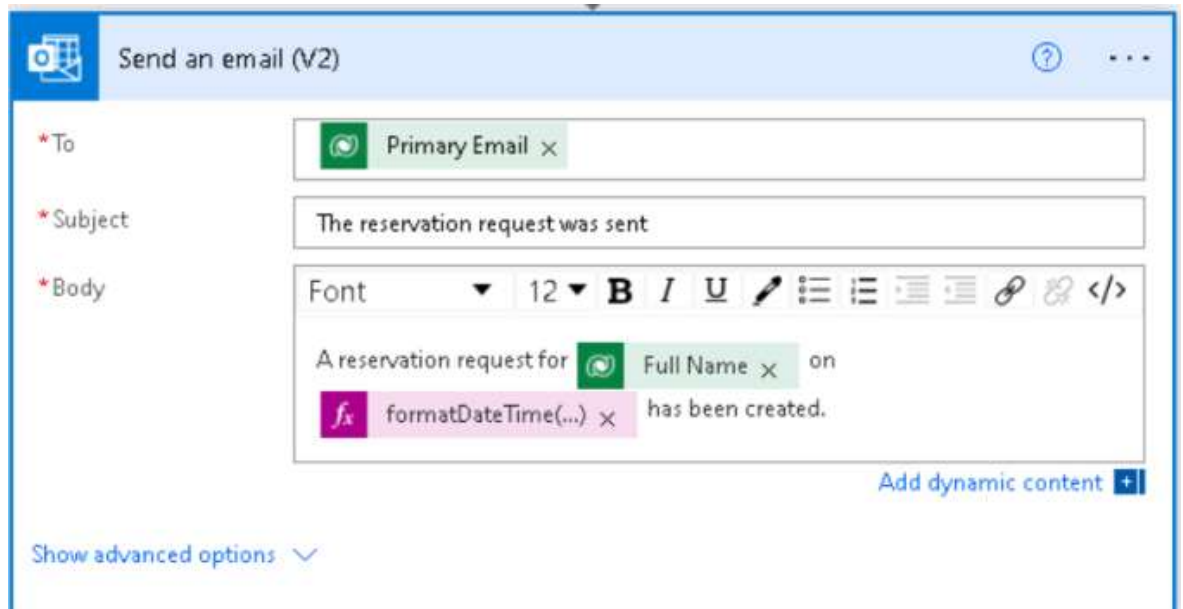 Send an email (V2)
*To
Primary Email ×
*Subject
The reservation request was sent
*Body
Font 12 B I U </>
A reservation request for Full Name × on
fx formatDateTime(...) × has been created.
Add dynamic content +
Show advanced options